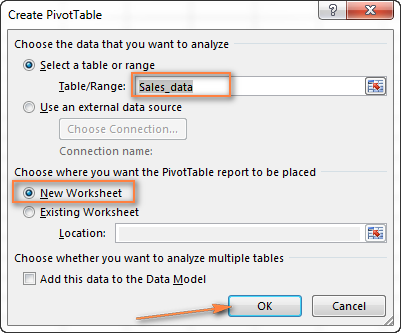 Create PivotTable
Choose the data that you want to analyze
Select a table or range
Table/Range: Sales_data
Use an external data source
Choose Connection...
Connection name:
Choose where you want the PivotTable report to be placed
New Worksheet
Existing Worksheet
Location:
Choose whether you want to analyze multiple tables
Add this data to the Data Model
OK Cancel